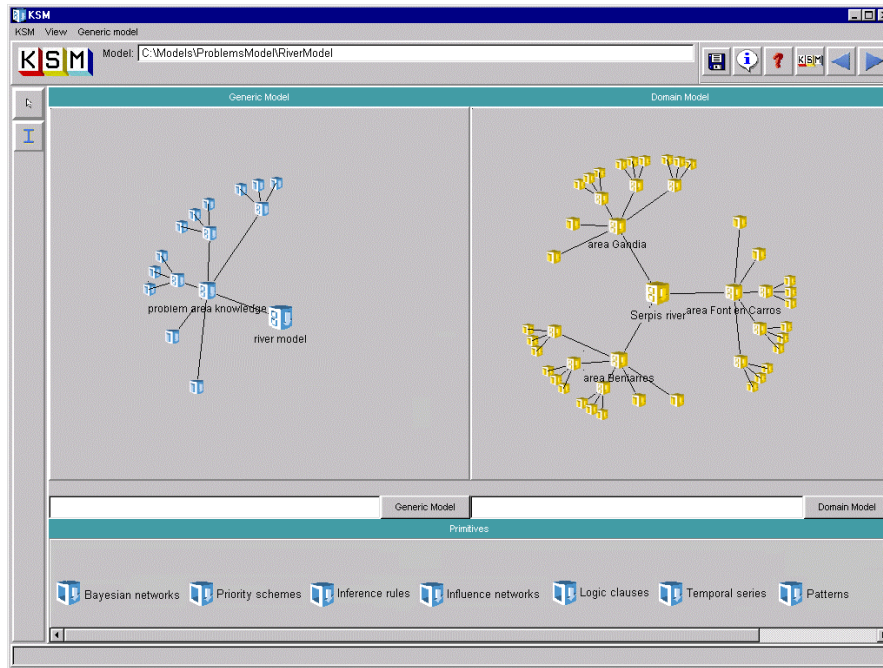 KSM
KSM View Generic model
KSM Model: C:\Models\ProblemsModel\RiverModel
KSM
Generic Model Domain Model
area Gandia
problem area knowledge
river model
Serpis river
area Font en Carros
area Beniarres
Generic Model Domain Model
Primitives
Bayesian networks Priority schemes Inference rules Influence networks Logic clauses Temporal series Patterns